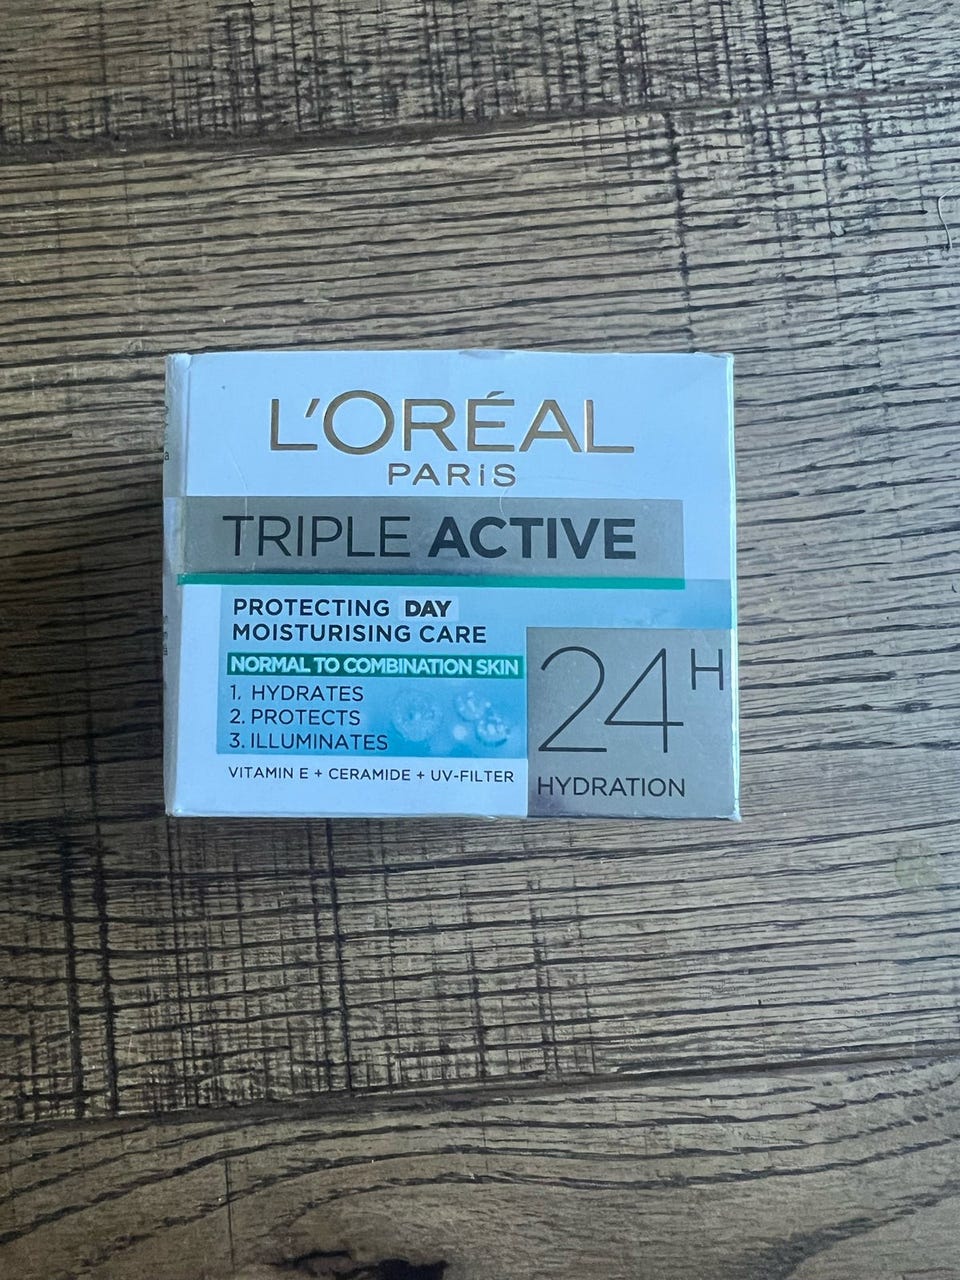 L'ORÉAL
PARiS
TRIPLE ACTIVE
PROTECTING DAY
MOISTURISING CARE
NORMAL TO COMBINATION SKIN
1. HYDRATES
2. PROTECTS
3. ILLUMINATES
VITAMIN E + CERAMIDE + UV-FILTER
24H
HYDRATION